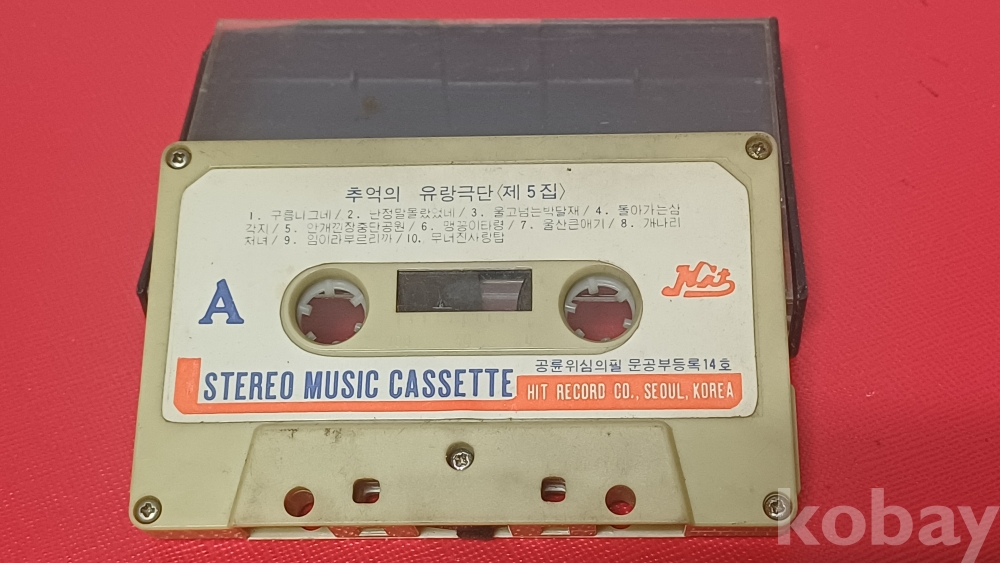 추억의 유랑극단〈제5집〉
1. 구름나그네 / 2. 난정말몰랐었네 / 3. 울고넘는박달재 / 4. 돌아가는삼
각지 / 5. 안개낀장충단공원 / 6. 맹꽁이타령 / 7. 울산큰애기 / 8. 개나리
처녀 / 9. 임이라부르리까 / 10. 무너진사랑탑
Hit
A
공륜위심의필 문공부등록14호
STEREO MUSIC CASSETTE
HIT RECORD CO., SEOUL, KOREA
kobay